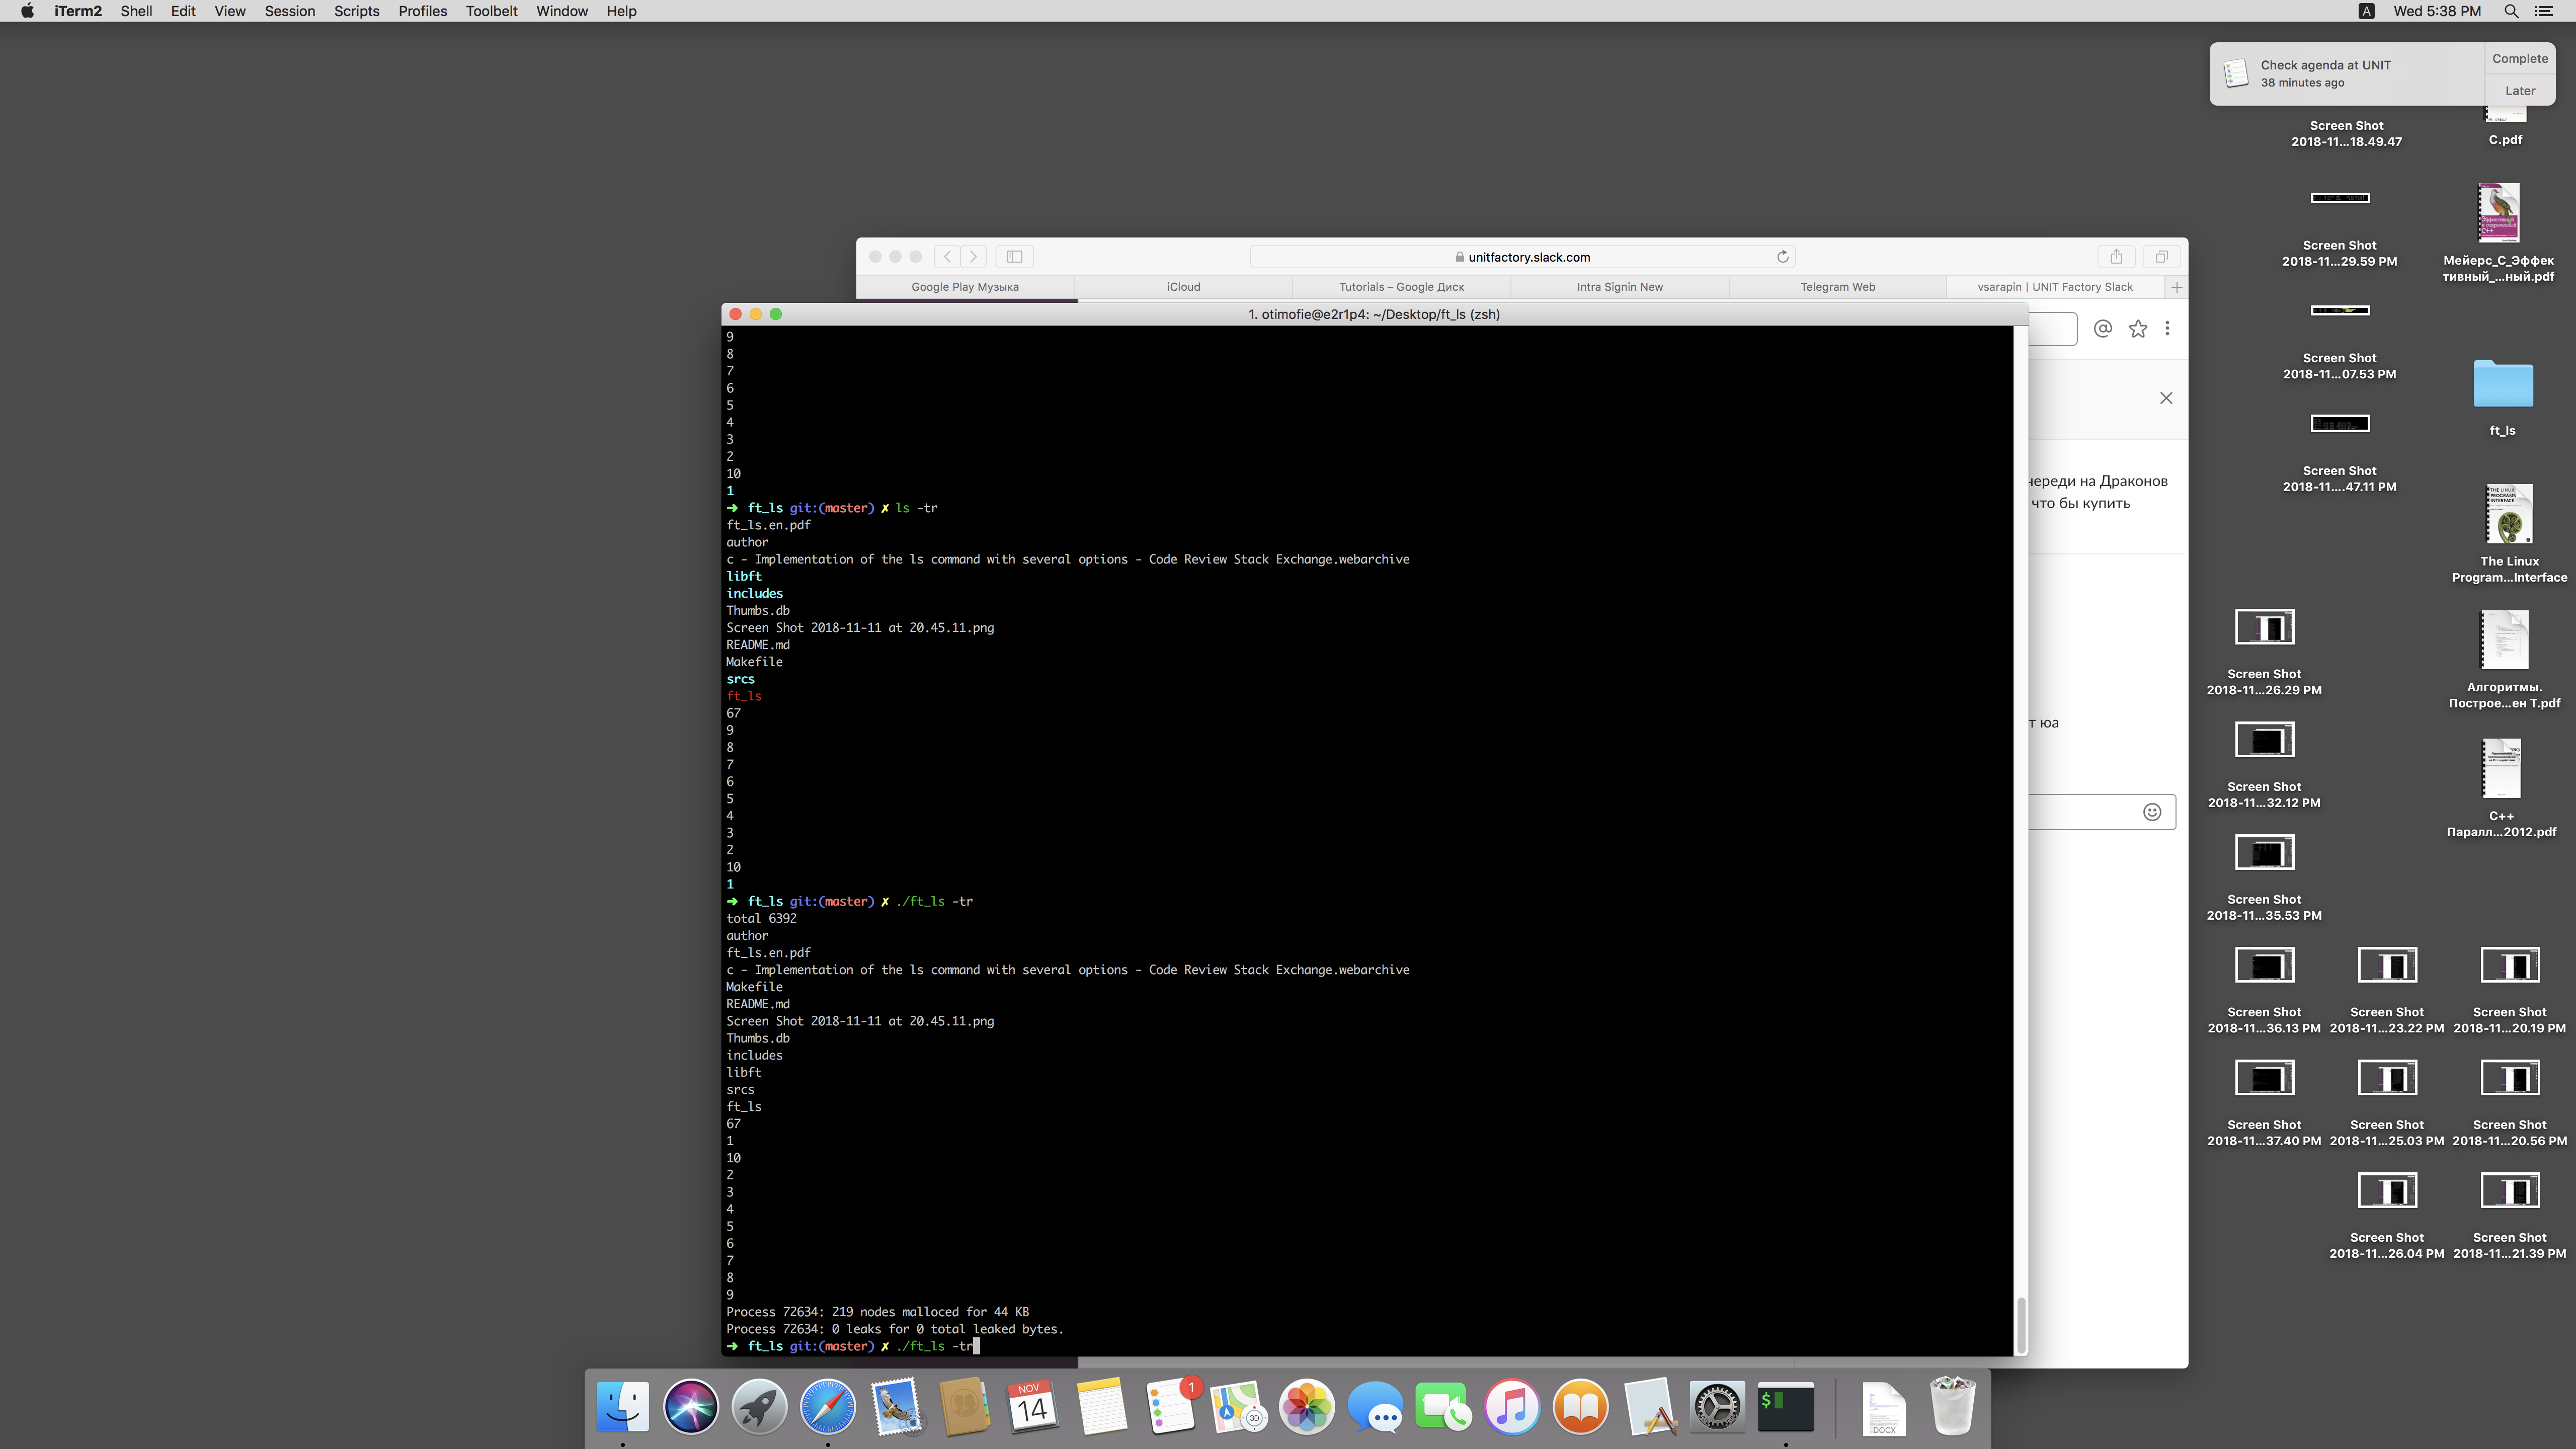 iTerm2 Shell Edit View Session Scripts Profiles Toolbelt Window Help
A Wed 5:38 PM
Check agenda at UNIT
38 minutes ago
Complete
Later
unitfactory.slack.com
Google Play Музыка
iCloud
Tutorials – Google Диск
Intra Signin New
Telegram Web
vsarapin | UNIT Factory Slack
1. otimofie@e2r1p4: ~/Desktop/ft_ls (zsh)
9
8
7
6
5
4
3
2
10
1
➜ ft_ls git:(master) ✗ ls -tr
ft_ls.en.pdf
author
c - Implementation of the ls command with several options - Code Review Stack Exchange.webarchive
libft
includes
Thumbs.db
Screen Shot 2018-11-11 at 20.45.11.png
README.md
Makefile
srcs
ft_ls
67
9
8
7
6
5
4
3
2
10
1
➜ ft_ls git:(master) ✗ ./ft_ls -tr
total 6392
author
ft_ls.en.pdf
c - Implementation of the ls command with several options - Code Review Stack Exchange.webarchive
Makefile
README.md
Screen Shot 2018-11-11 at 20.45.11.png
Thumbs.db
includes
libft
srcs
ft_ls
67
1
10
2
3
4
5
6
7
8
9
Process 72634: 219 nodes malloced for 44 KB
Process 72634: 0 leaks for 0 total leaked bytes.
➜ ft_ls git:(master) ✗ ./ft_ls -tr
череди на Драконов
что бы купить
т юа
Screen Shot
2018-11...18.49.47
C.pdf
Screen Shot
2018-11...29.59 PM
Мейерс_С_Эффек
тивный_...ный.pdf
Screen Shot
2018-11...07.53 PM
ft_ls
Screen Shot
2018-11....47.11 PM
The Linux
Program...Interface
Screen Shot
2018-11...26.29 PM
Алгоритмы.
Построе...ен Т.pdf
Screen Shot
2018-11...32.12 PM
C++
Паралл...2012.pdf
Screen Shot
2018-11...35.53 PM
Screen Shot
2018-11...36.13 PM
Screen Shot
2018-11...23.22 PM
Screen Shot
2018-11...20.19 PM
Screen Shot
2018-11...37.40 PM
Screen Shot
2018-11...25.03 PM
Screen Shot
2018-11...20.56 PM
Screen Shot
2018-11...26.04 PM
Screen Shot
2018-11...21.39 PM
NOV
14
1
3D
$
DOCX